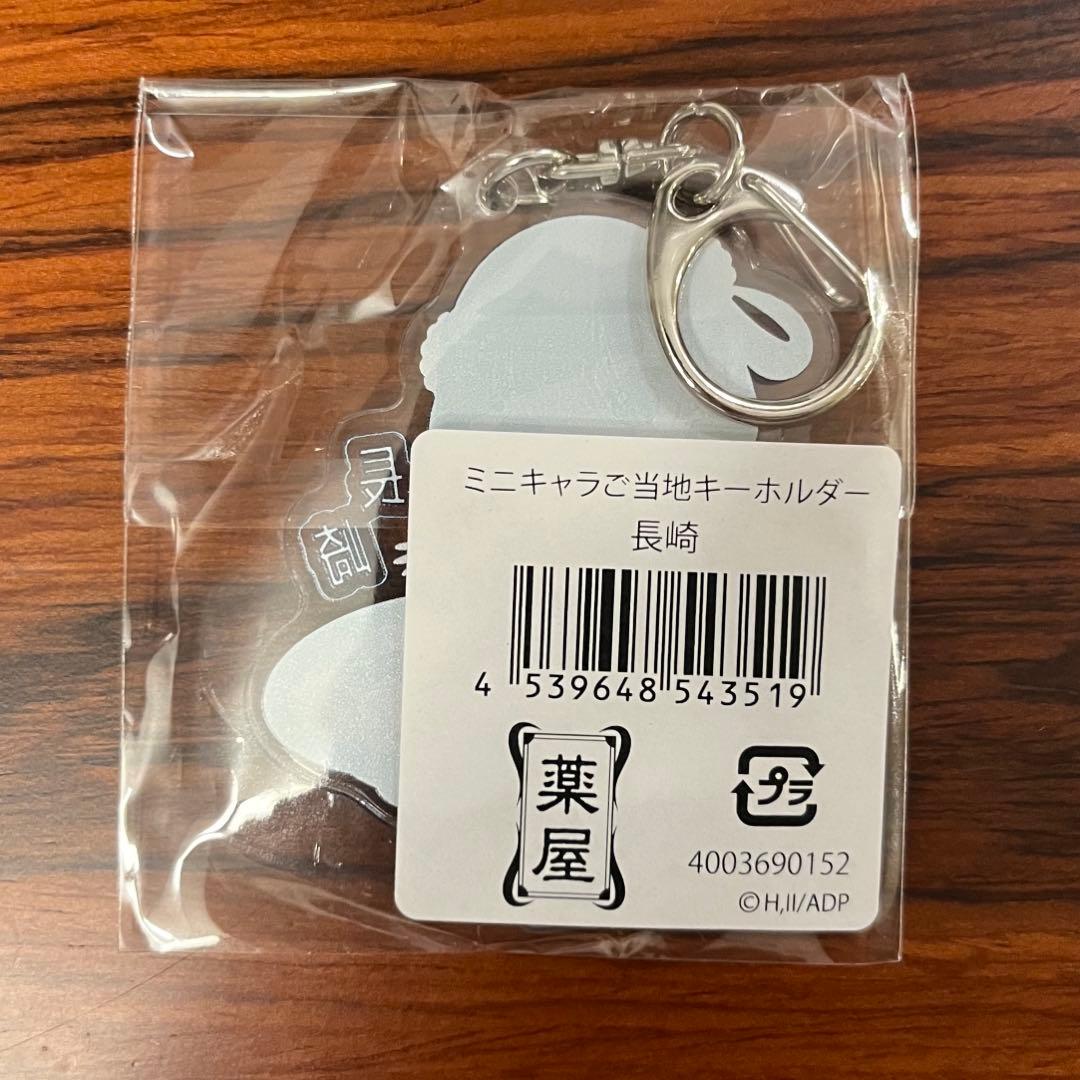 ミニキャラご当地キーホルダー
長崎
4 539648 543519
薬屋
プラ
4003690152
©H,II/ADP